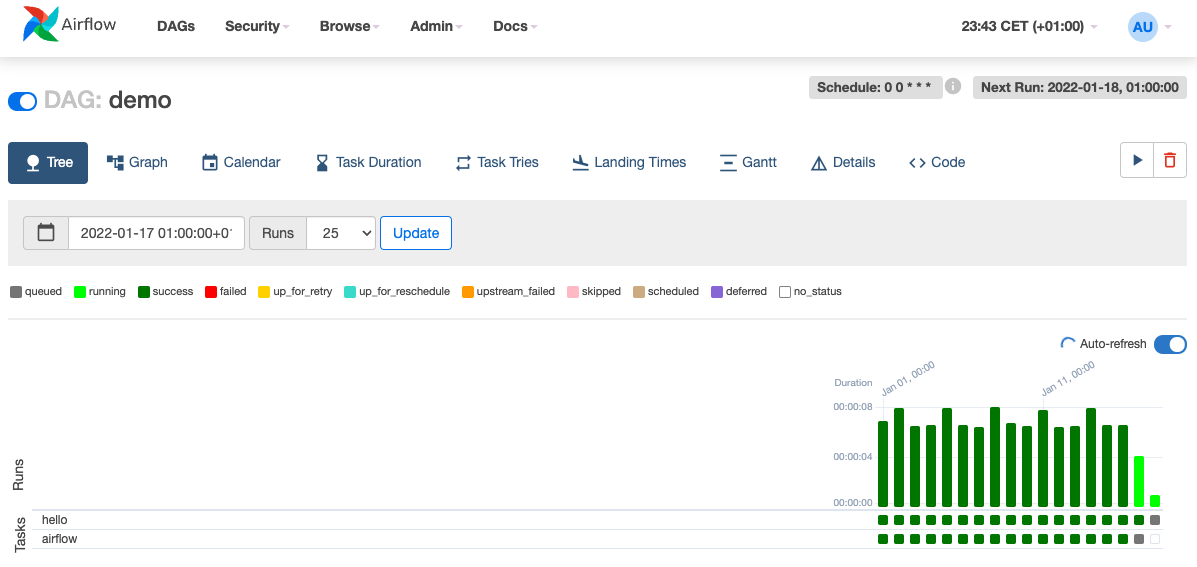 Airflow DAGs Security Browse Admin Docs 23:43 CET (+01:00) AU
Schedule: 0 0 * * * i Next Run: 2022-01-18, 01:00:00
DAG: demo
Tree Graph Calendar Task Duration Task Tries Landing Times Gantt Details Code
2022-01-17 01:00:00+01 Runs 25 Update
queued running success failed up_for_retry up_for_reschedule upstream_failed skipped scheduled deferred no_status
Auto-refresh
Jan 01, 00:00 Jan 11, 00:00
Duration
00:00:08
00:00:04
00:00:00
Runs
Tasks
hello
airflow